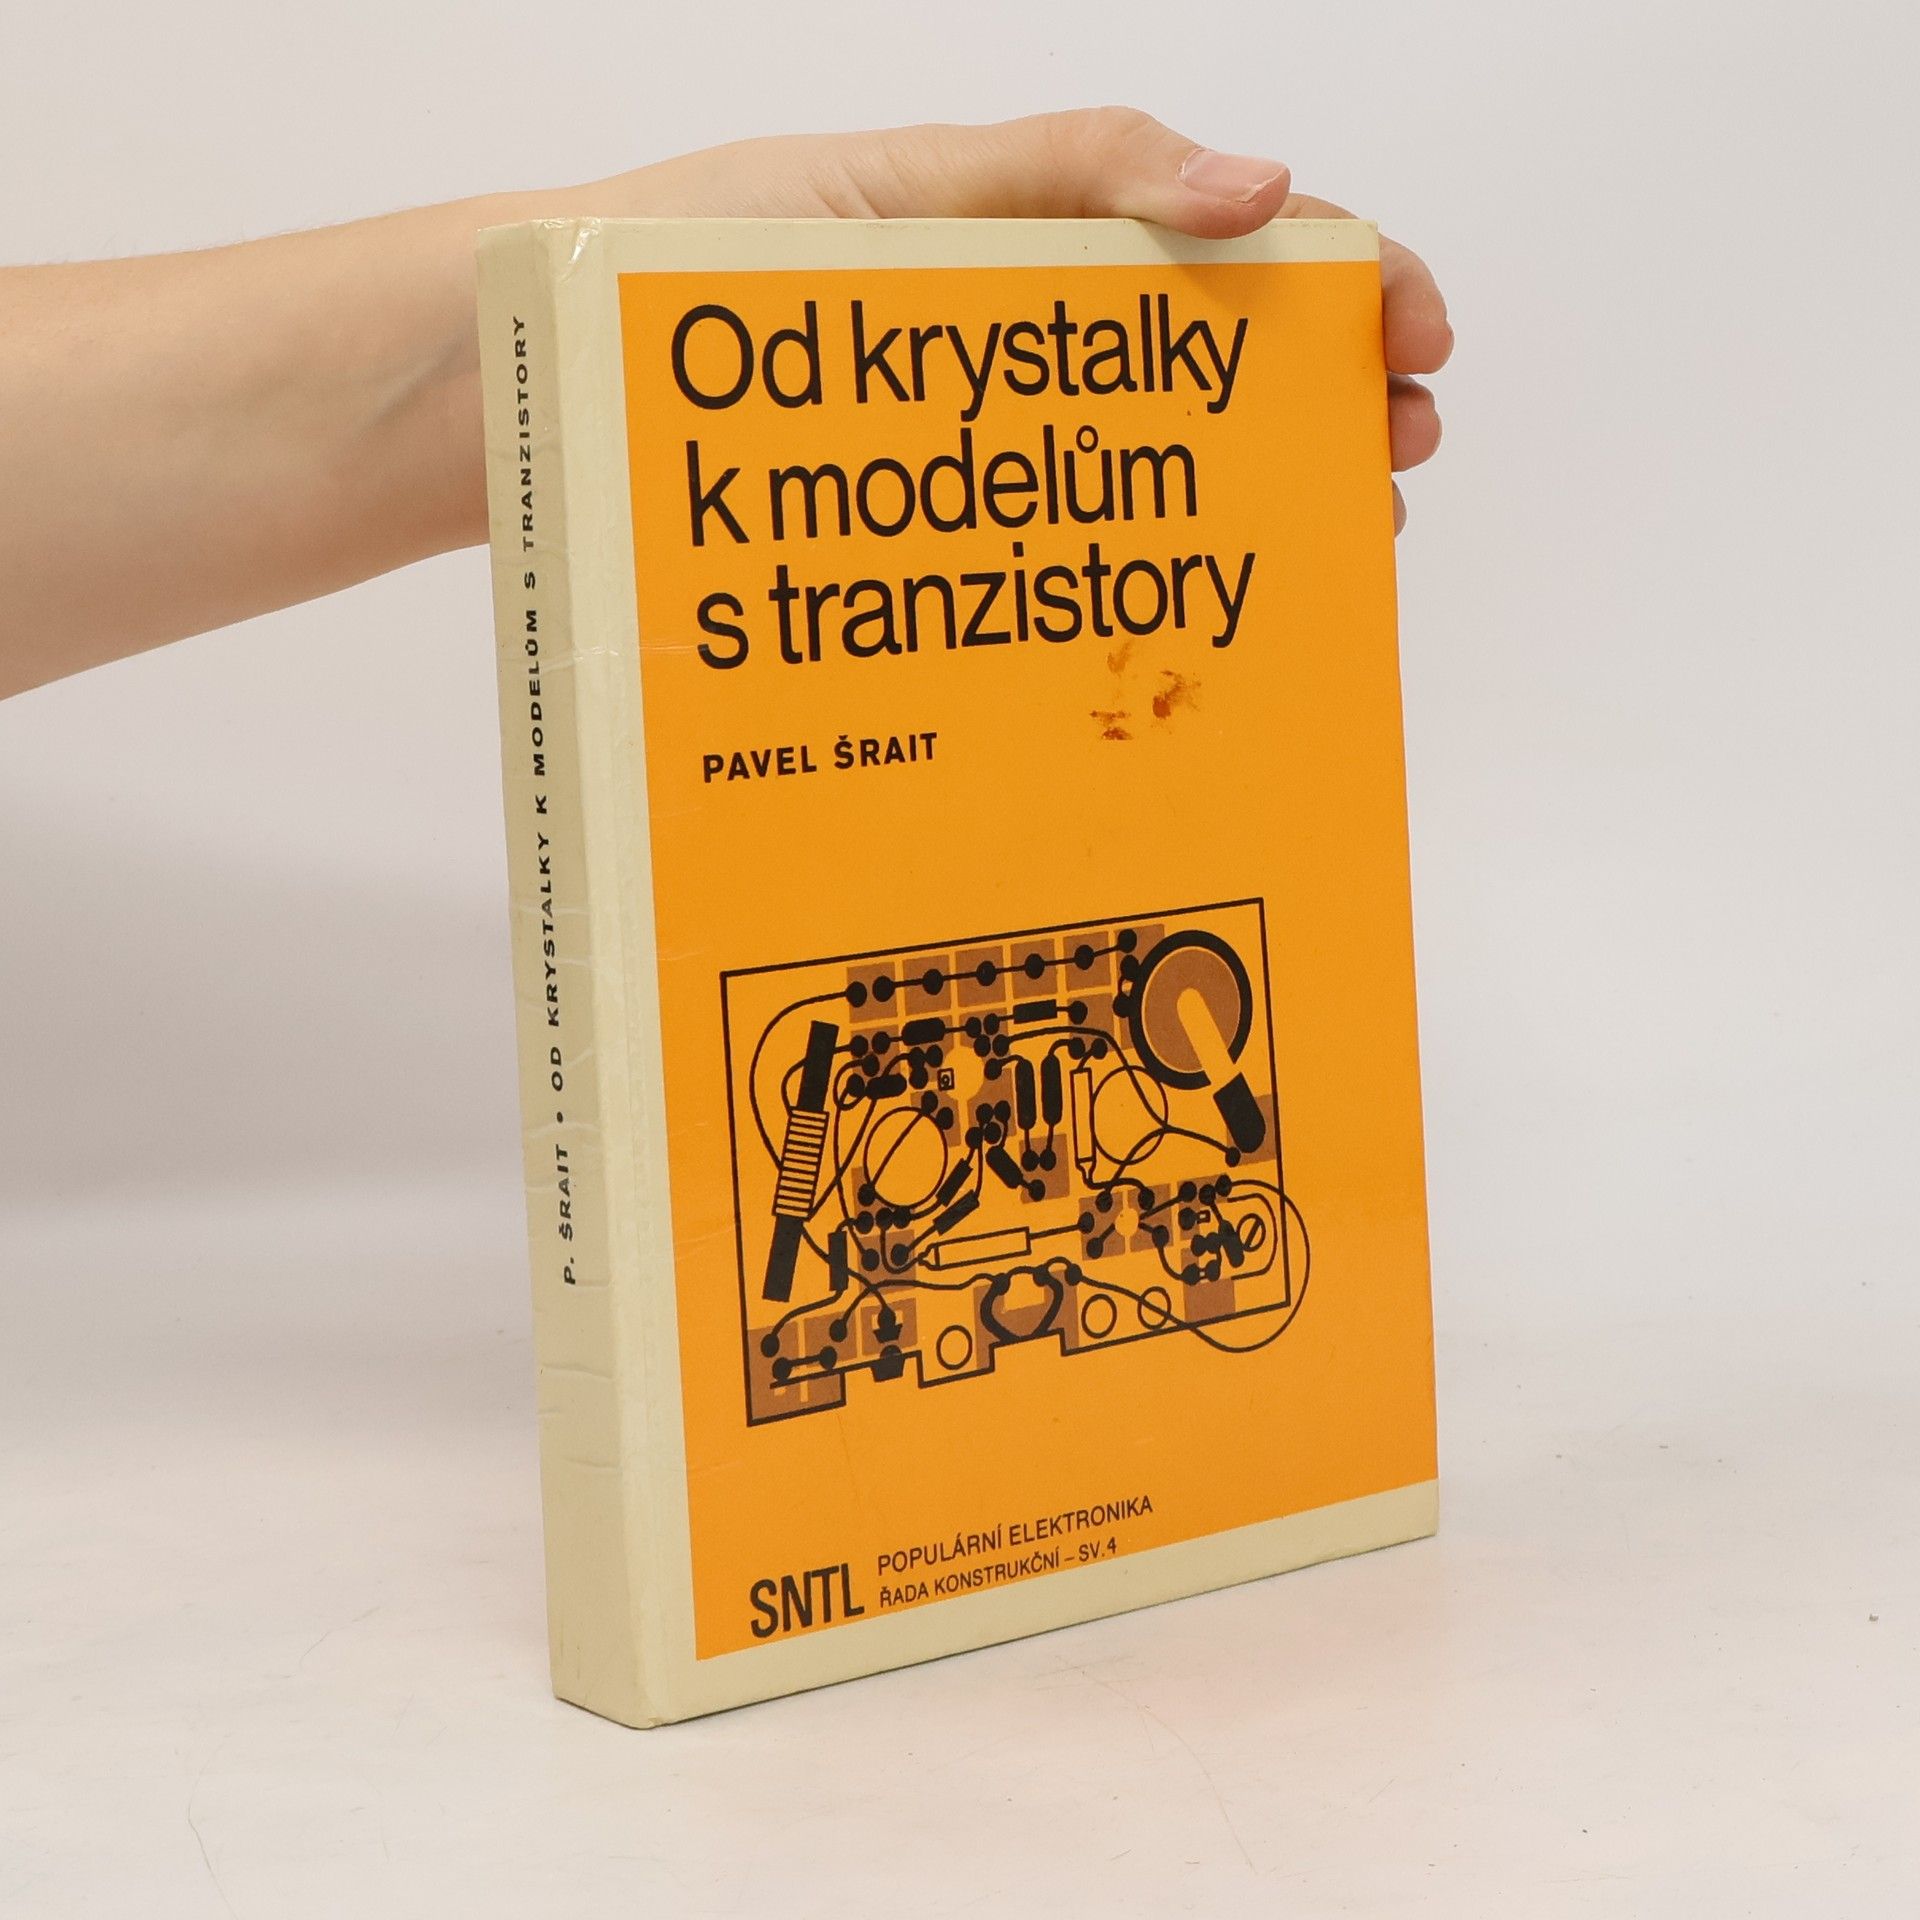 P. ŠRAIT • OD KRYSTALKY K MODELŮM S TRANZISTORY
Od krystalky
k modelům
s tranzistory
PAVEL ŠRAIT
SNTL
POPULÁRNÍ ELEKTRONIKA
ŘADA KONSTRUKČNÍ – SV. 4